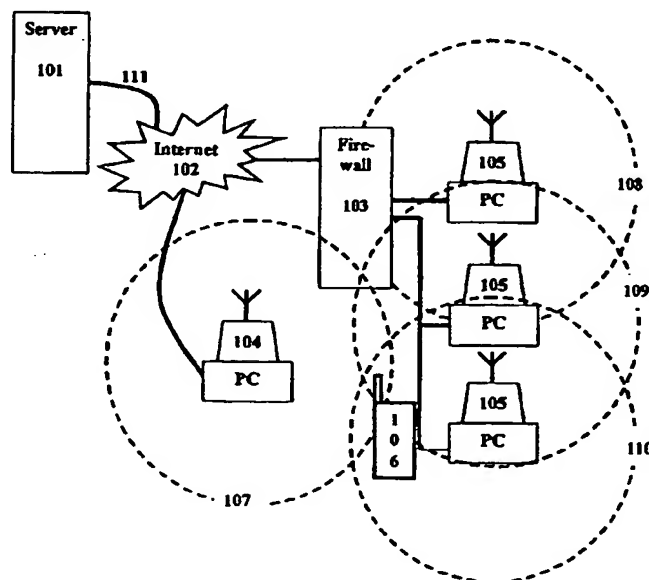 Server
101
111
Internet
102
Fire-
wall
103
105
PC
108
105
PC
109
104
PC
105
PC
1
0
6
107
110